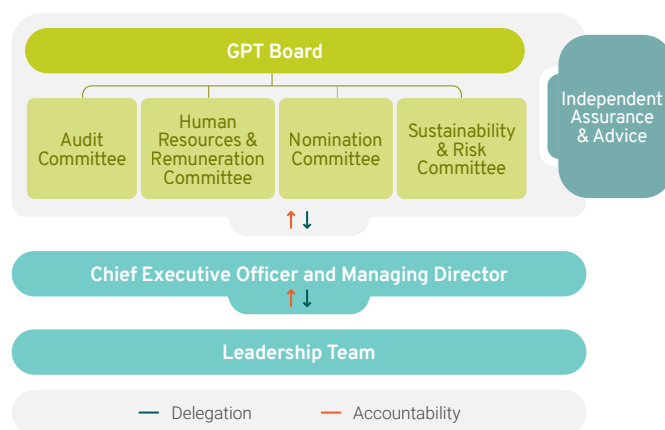 GPT Board
Audit
Committee
Human
Resources &
Remuneration
Committee
Nomination
Committee
Sustainability
& Risk
Committee
Independent
Assurance
& Advice
Chief Executive Officer and Managing Director
Leadership Team
Delegation
Accountability